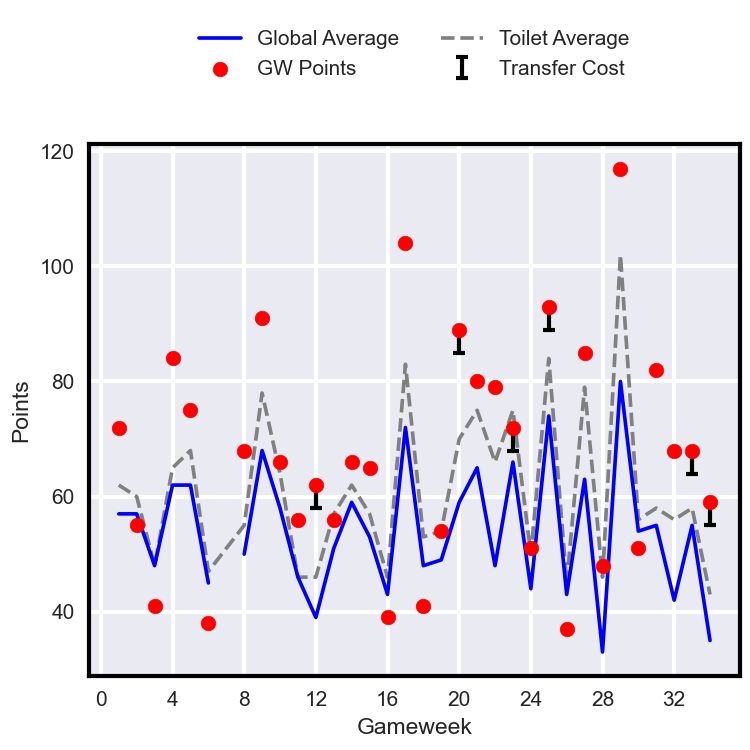 Global Average
Toilet Average
GW Points
Transfer Cost
120
100
80
60
40
Points
0 4 8 12 16 20 24 28 32
Gameweek